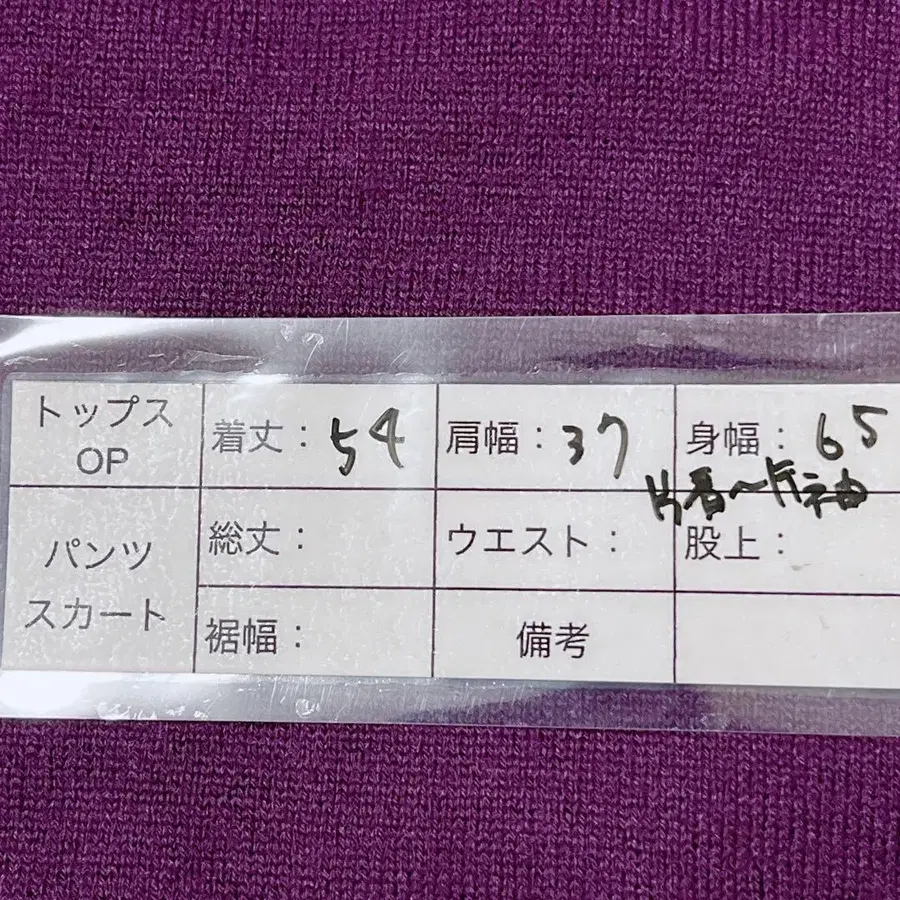 トップス
OP
着丈: 54
肩幅: 37
身幅: 65
片脇〜片袖
パンツ
スカート
総丈:
ウエスト:
股上:
裾幅:
備考